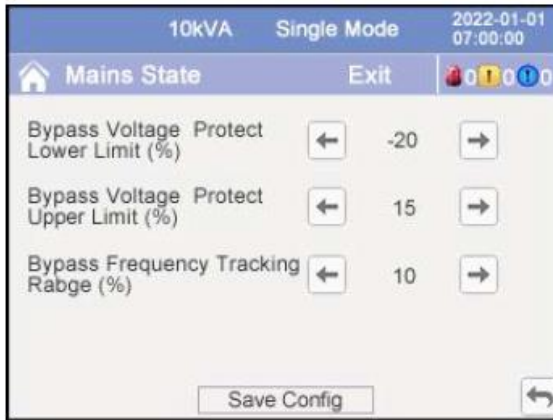 10kVA Single Mode 2022-01-01
07:00:00
Mains State Exit 0 ! 0 ! 0
Bypass Voltage Protect
Lower Limit (%)
-20
Bypass Voltage Protect
Upper Limit (%)
15
Bypass Frequency Tracking
Rabge (%)
10
Save Config